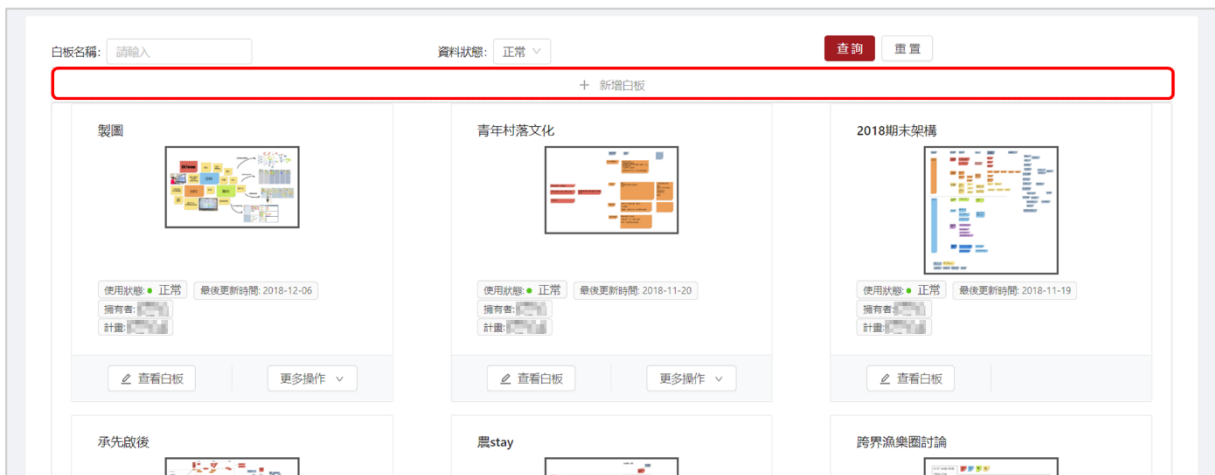 白板名稱: 請輸入 資料狀態: 正常 查詢 重置
+ 新增白板
製圖 青年村落文化 2018期末架構
使用狀態: 正常 最後更新時間: 2018-12-06 使用狀態: 正常 最後更新時間: 2018-11-20 使用狀態: 正常 最後更新時間: 2018-11-19
擁有者: 擁有者: 擁有者:
計畫: 計畫: 計畫:
查看白板 更多操作 查看白板 更多操作 查看白板
承先啟後 農stay 跨界漁樂圈討論